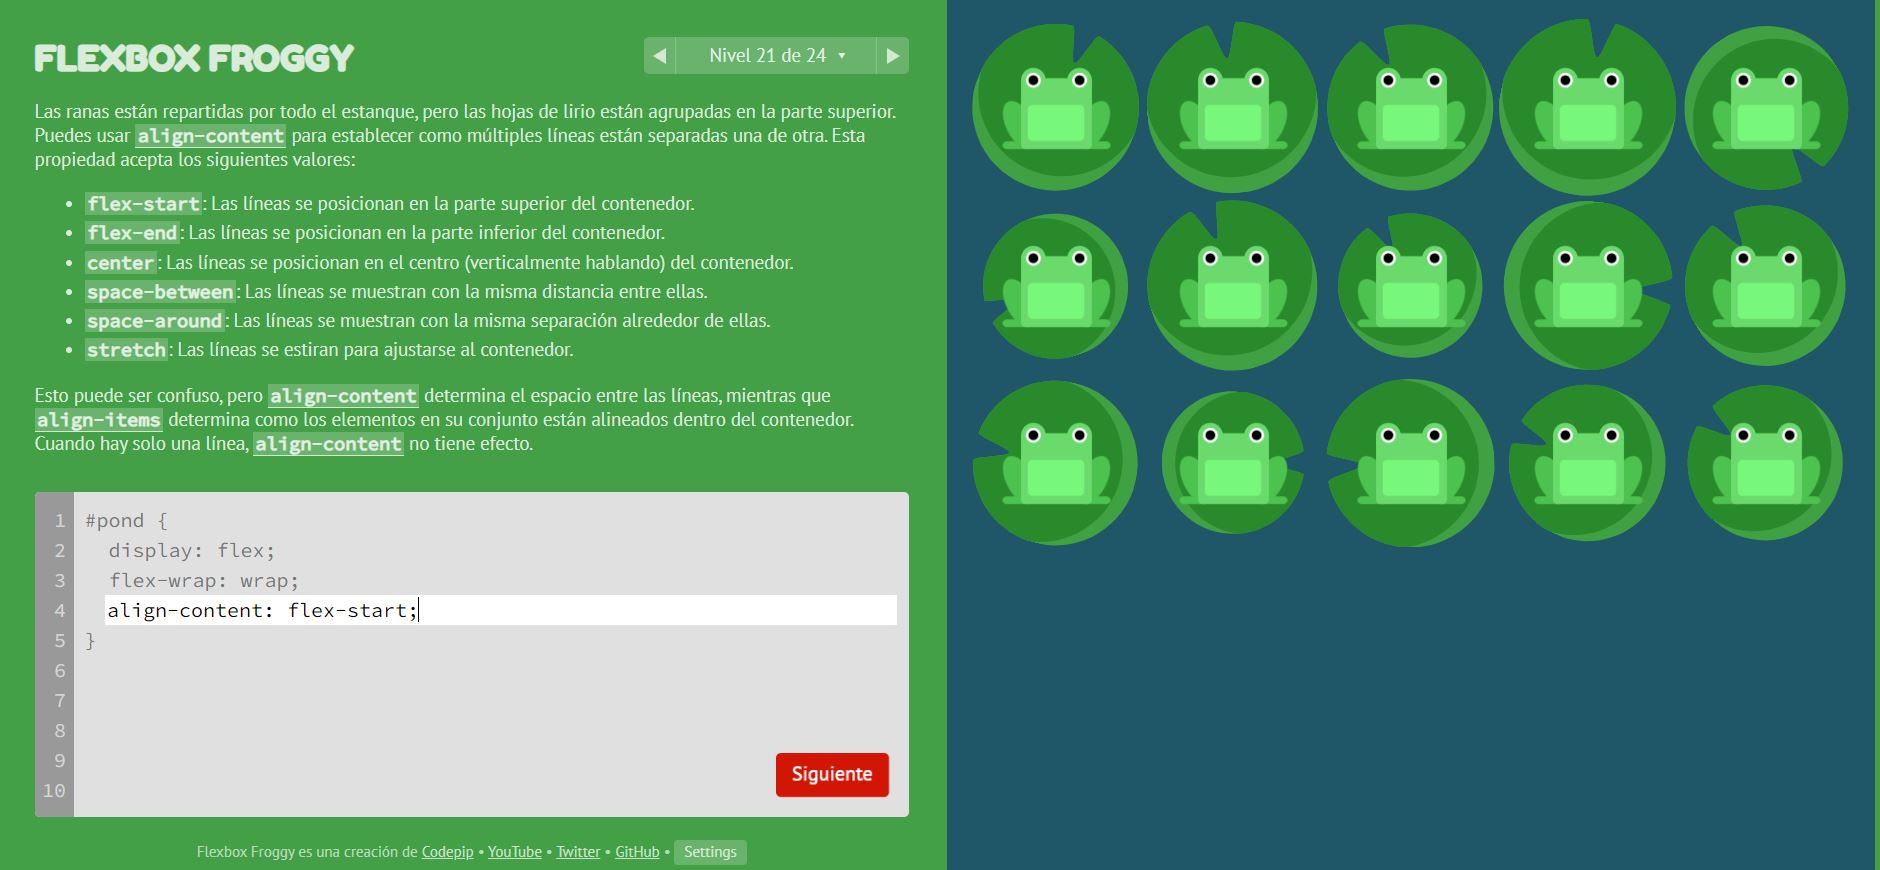 FLEXBOX FROGGY
Nivel 21 de 24
Las ranas están repartidas por todo el estanque, pero las hojas de lirio están agrupadas en la parte superior.
Puedes usar align-content para establecer como múltiples líneas están separadas una de otra. Esta
propiedad acepta los siguientes valores:
• flex-start: Las líneas se posicionan en la parte superior del contenedor.
• flex-end: Las líneas se posicionan en la parte inferior del contenedor.
• center: Las líneas se posicionan en el centro (verticalmente hablando) del contenedor.
• space-between: Las líneas se muestran con la misma distancia entre ellas.
• space-around: Las líneas se muestran con la misma separación alrededor de ellas.
• stretch: Las líneas se estiran para ajustarse al contenedor.
Esto puede ser confuso, pero align-content determina el espacio entre las líneas, mientras que
align-items determina como los elementos en su conjunto están alineados dentro del contenedor.
Cuando hay solo una línea, align-content no tiene efecto.
1 #pond {
2 display: flex;
3 flex-wrap: wrap;
4 align-content: flex-start;
5 }
6
7
8
9
10
Siguiente
Flexbox Froggy es una creación de Codepip • YouTube • Twitter • GitHub • Settings